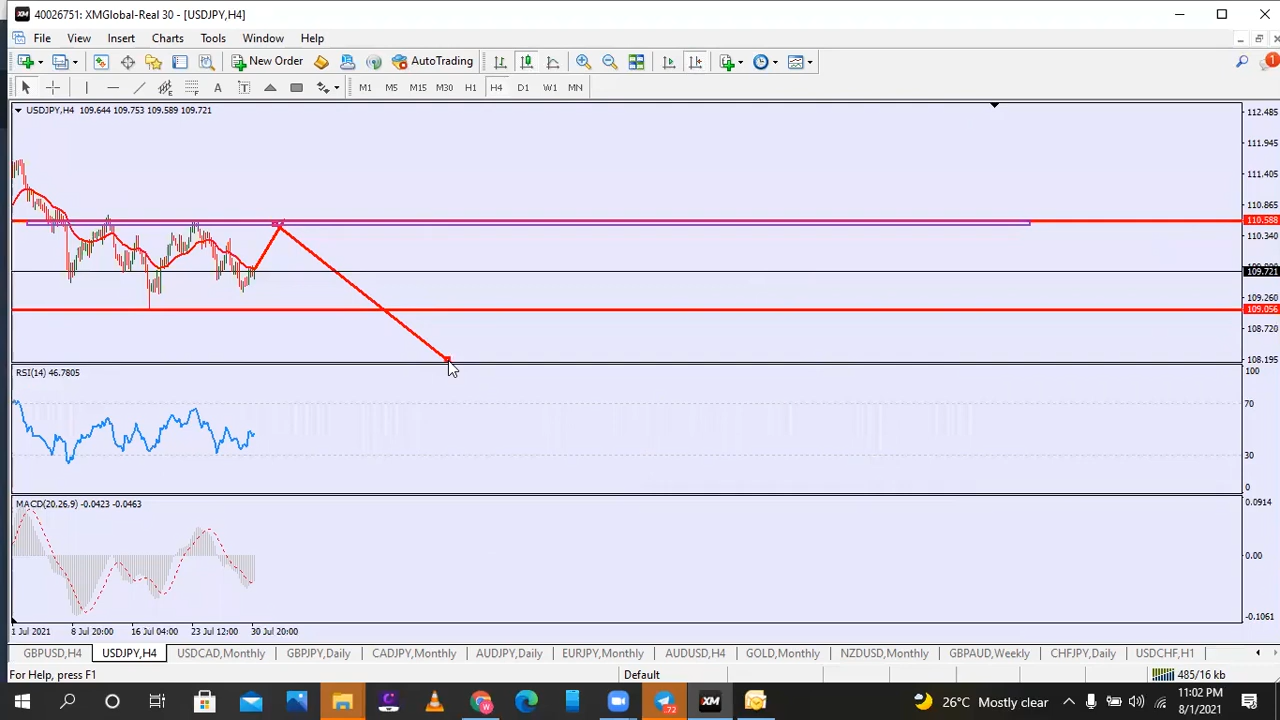 40026751: XMGlobal-Real 30 - [USDJPY,H4]
File View Insert Charts Tools Window Help
New Order AutoTrading
M1 M5 M15 M30 H1 H4 D1 W1 MN
USDJPY,H4 109.644 109.753 109.589 109.721
112.485
111.945
111.405
110.865
110.588
110.340
109.721
109.260
109.056
108.720
108.195
RSI(14) 46.7805
100
70
30
0
MACD(20,26,9) -0.0423 -0.0463
0.0914
0.00
-0.1061
1 Jul 2021 8 Jul 20:00 16 Jul 04:00 23 Jul 12:00 30 Jul 20:00
GBPUSD,H4 USDJPY,H4 USDCAD,Monthly GBPJPY,Daily CADJPY,Monthly AUDJPY,Daily EURJPY,Monthly AUDUSD,H4 GOLD,Monthly NZDUSD,Monthly GBPAUD,Weekly CHFJPY,Daily USDCHF,H1
For Help, press F1 Default 485/16 kb
72 XM 26°C Mostly clear 11:02 PM
8/1/2021